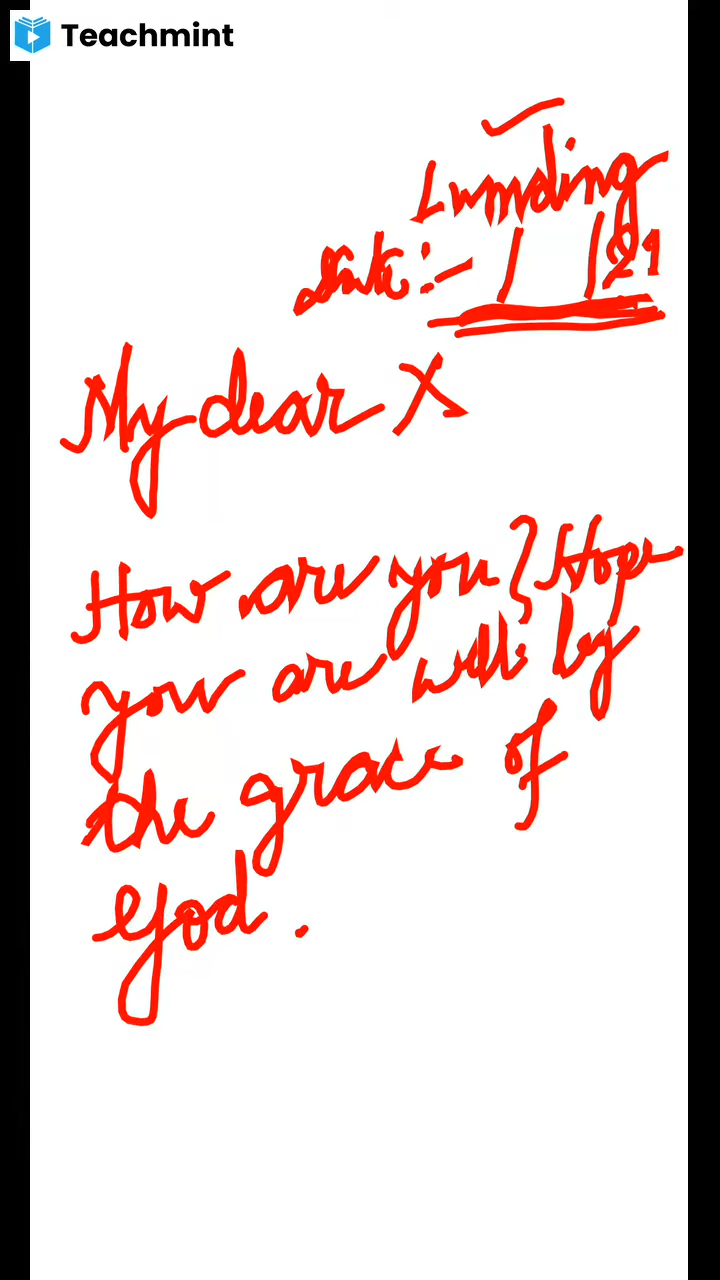 Teachmint
Lumding
Date:- / /21
My dear X
How are you? Hope
you are well by
the grace of
God.